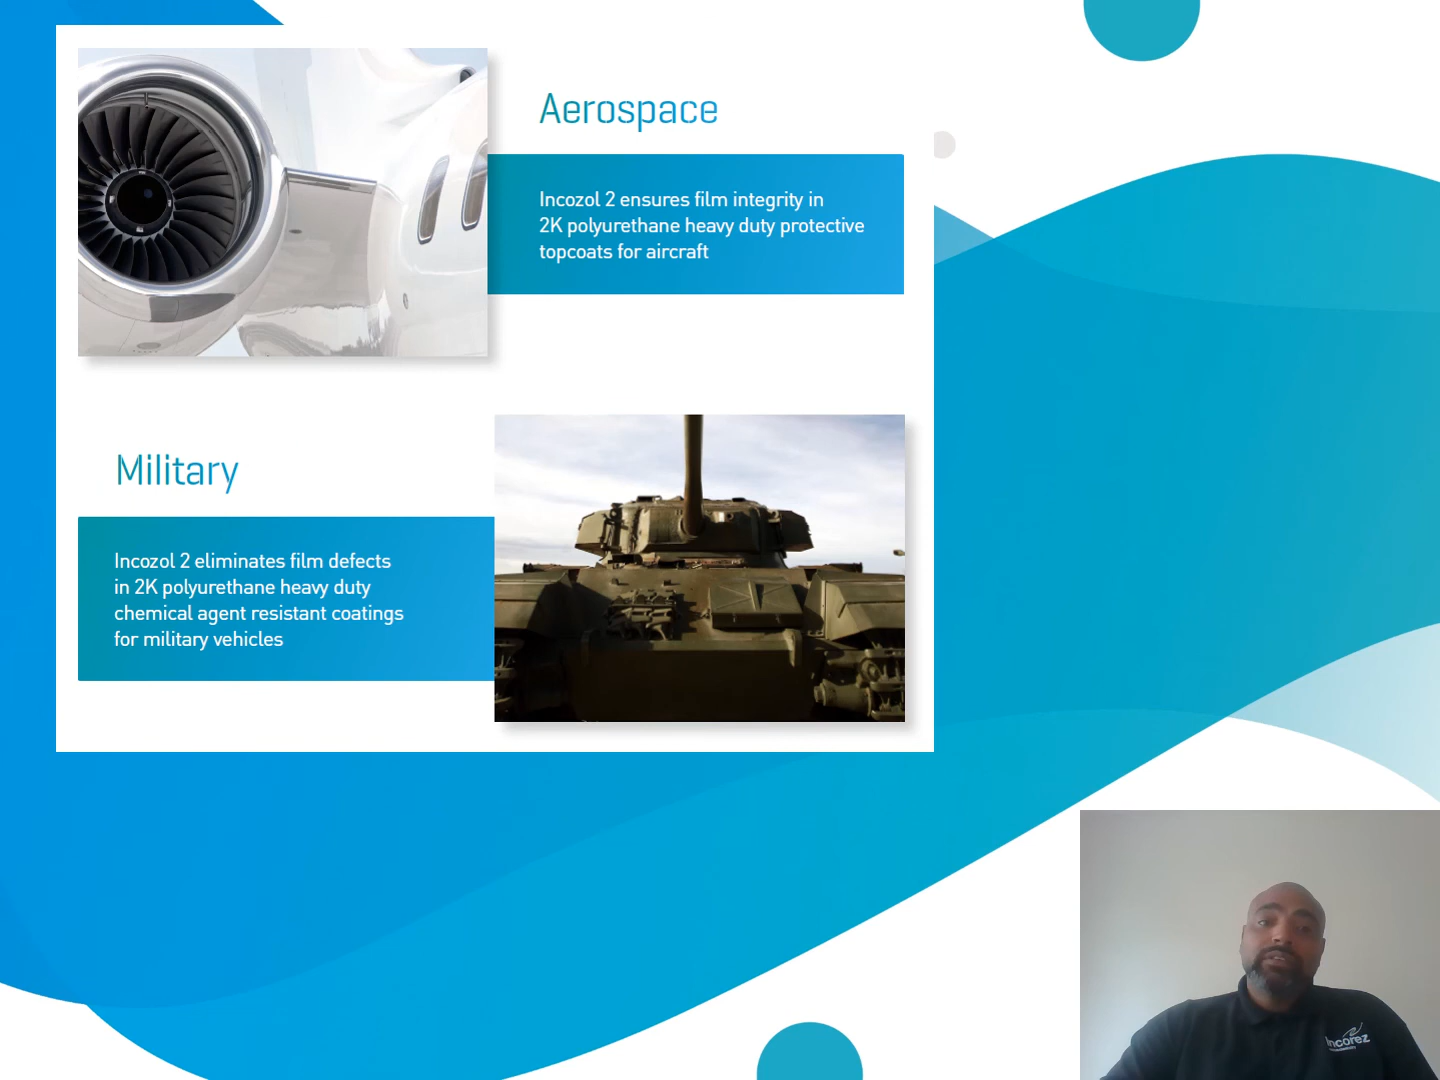 Aerospace
Incozol 2 ensures film integrity in
2K polyurethane heavy duty protective
topcoats for aircraft
Military
Incozol 2 eliminates film defects
in 2K polyurethane heavy duty
chemical agent resistant coatings
for military vehicles
Incorez